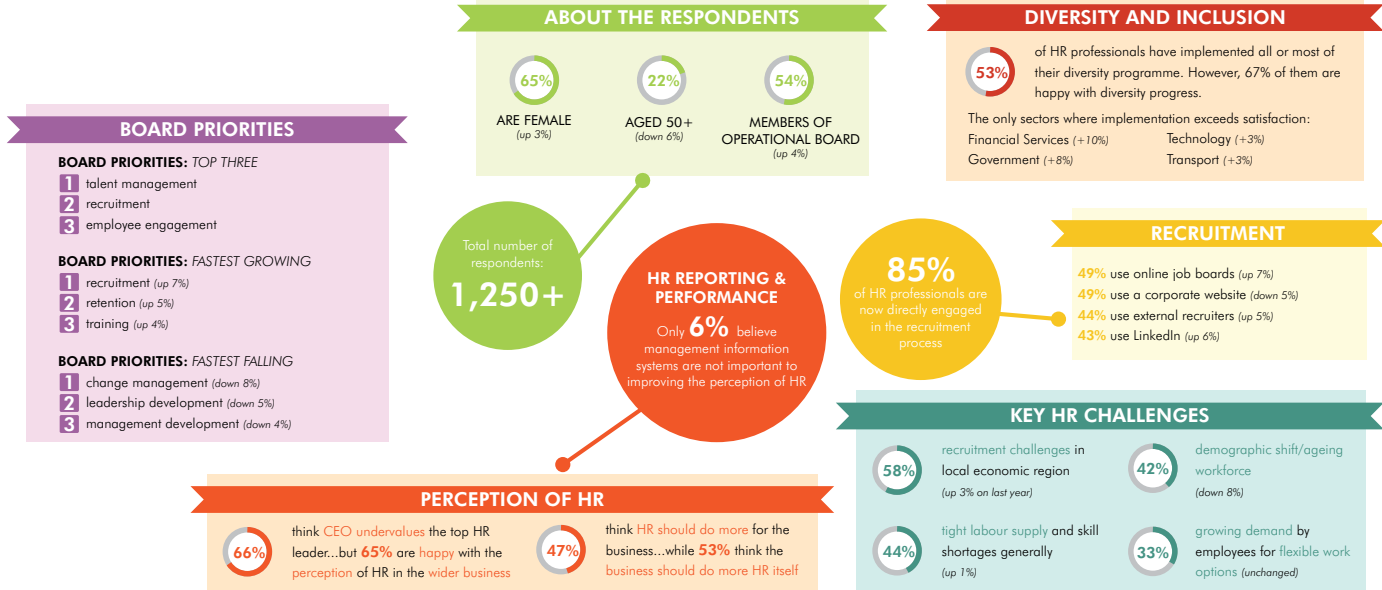 ABOUT THE RESPONDENTS
65%
ARE FEMALE
(up 3%)
22%
AGED 50+
(down 6%)
54%
MEMBERS OF
OPERATIONAL BOARD
(up 4%)
DIVERSITY AND INCLUSION
53%
of HR professionals have implemented all or most of
their diversity programme. However, 67% of them are
happy with diversity progress.
The only sectors where implementation exceeds satisfaction:
Financial Services (+10%)
Technology (+3%)
Government (+8%)
Transport (+3%)
BOARD PRIORITIES
BOARD PRIORITIES: TOP THREE
1 talent management
2 recruitment
3 employee engagement
BOARD PRIORITIES: FASTEST GROWING
1 recruitment (up 7%)
2 retention (up 5%)
3 training (up 4%)
BOARD PRIORITIES: FASTEST FALLING
1 change management (down 8%)
2 leadership development (down 5%)
3 management development (down 4%)
Total number of
respondents:
1,250+
HR REPORTING &
PERFORMANCE
Only 6% believe
management information
systems are not important to
improving the perception of HR
85%
of HR professionals are
now directly engaged
in the recruitment
process
RECRUITMENT
49% use online job boards (up 7%)
49% use a corporate website (down 5%)
44% use external recruiters (up 5%)
43% use LinkedIn (up 6%)
KEY HR CHALLENGES
58%
recruitment challenges in
local economic region
(up 3% on last year)
42%
demographic shift/ageing
workforce
(down 8%)
44%
tight labour supply and skill
shortages generally
(up 1%)
33%
growing demand by
employees for flexible work
options (unchanged)
PERCEPTION OF HR
66%
think CEO undervalues the top HR
leader...but 65% are happy with the
perception of HR in the wider business
47%
think HR should do more for the
business...while 53% think the
business should do more HR itself